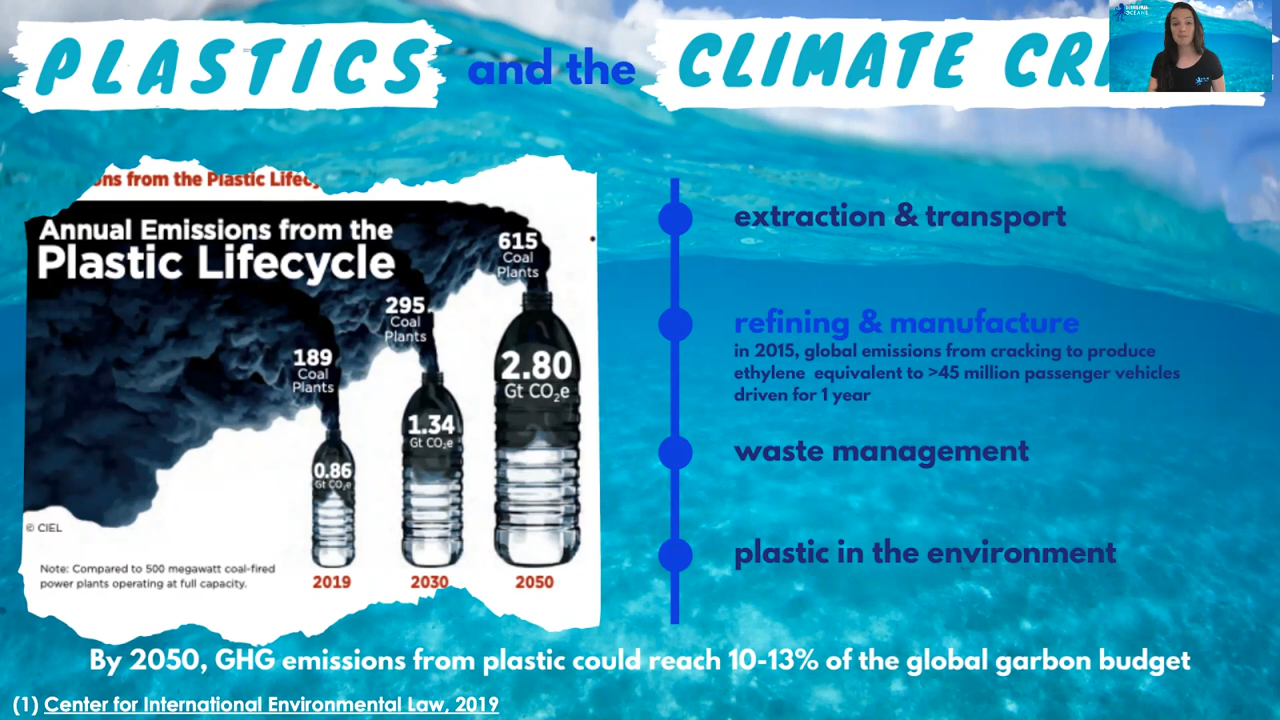 PLASTICS and the CLIMATE CRI
ons from the Plastic Lifecy
Annual Emissions from the
Plastic Lifecycle
615
Coal
Plants
295
Coal
Plants
189
Coal
Plants
2.80
Gt CO₂e
1.34
Gt CO₂e
0.86
Gt CO₂e
© CIEL
Note: Compared to 500 megawatt coal-fired
power plants operating at full capacity.
2019
2030
2050
extraction & transport
refining & manufacture
in 2015, global emissions from cracking to produce
ethylene equivalent to >45 million passenger vehicles
driven for 1 year
waste management
plastic in the environment
By 2050, GHG emissions from plastic could reach 10-13% of the global garbon budget
(1) Center for International Environmental Law, 2019